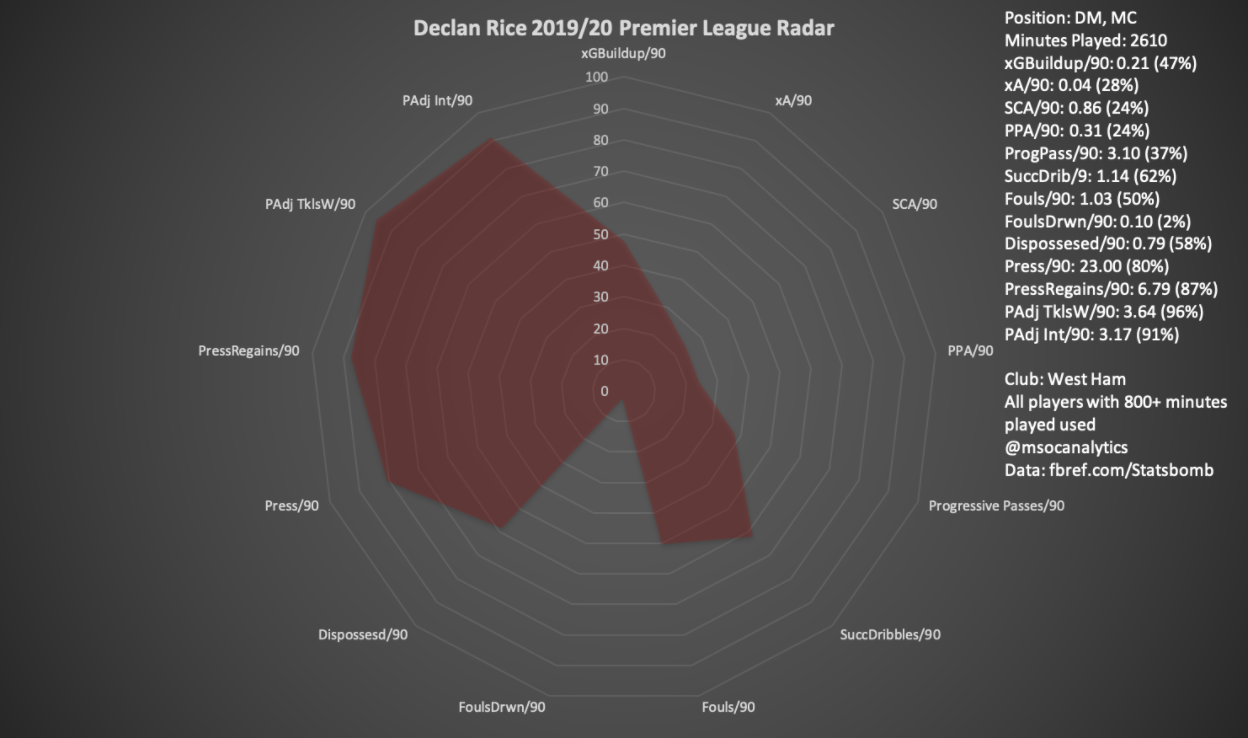 Declan Rice 2019/20 Premier League Radar
xGBuildup/90
100
90
80
70
60
50
40
30
20
10
0
xA/90
SCA/90
PPA/90
Progressive Passes/90
SuccDribbles/90
Fouls/90
FoulsDrwn/90
Dispossesd/90
Press/90
PressRegains/90
PAdj TklsW/90
PAdj Int/90
Position: DM, MC
Minutes Played: 2610
xGBuildup/90: 0.21 (47%)
xA/90: 0.04 (28%)
SCA/90: 0.86 (24%)
PPA/90: 0.31 (24%)
ProgPass/90: 3.10 (37%)
SuccDrib/9: 1.14 (62%)
Fouls/90: 1.03 (50%)
FoulsDrwn/90: 0.10 (2%)
Dispossesed/90: 0.79 (58%)
Press/90: 23.00 (80%)
PressRegains/90: 6.79 (87%)
PAdj TklsW/90: 3.64 (96%)
PAdj Int/90: 3.17 (91%)
Club: West Ham
All players with 800+ minutes
played used
@msocanalytics
Data: fbref.com/Statsbomb